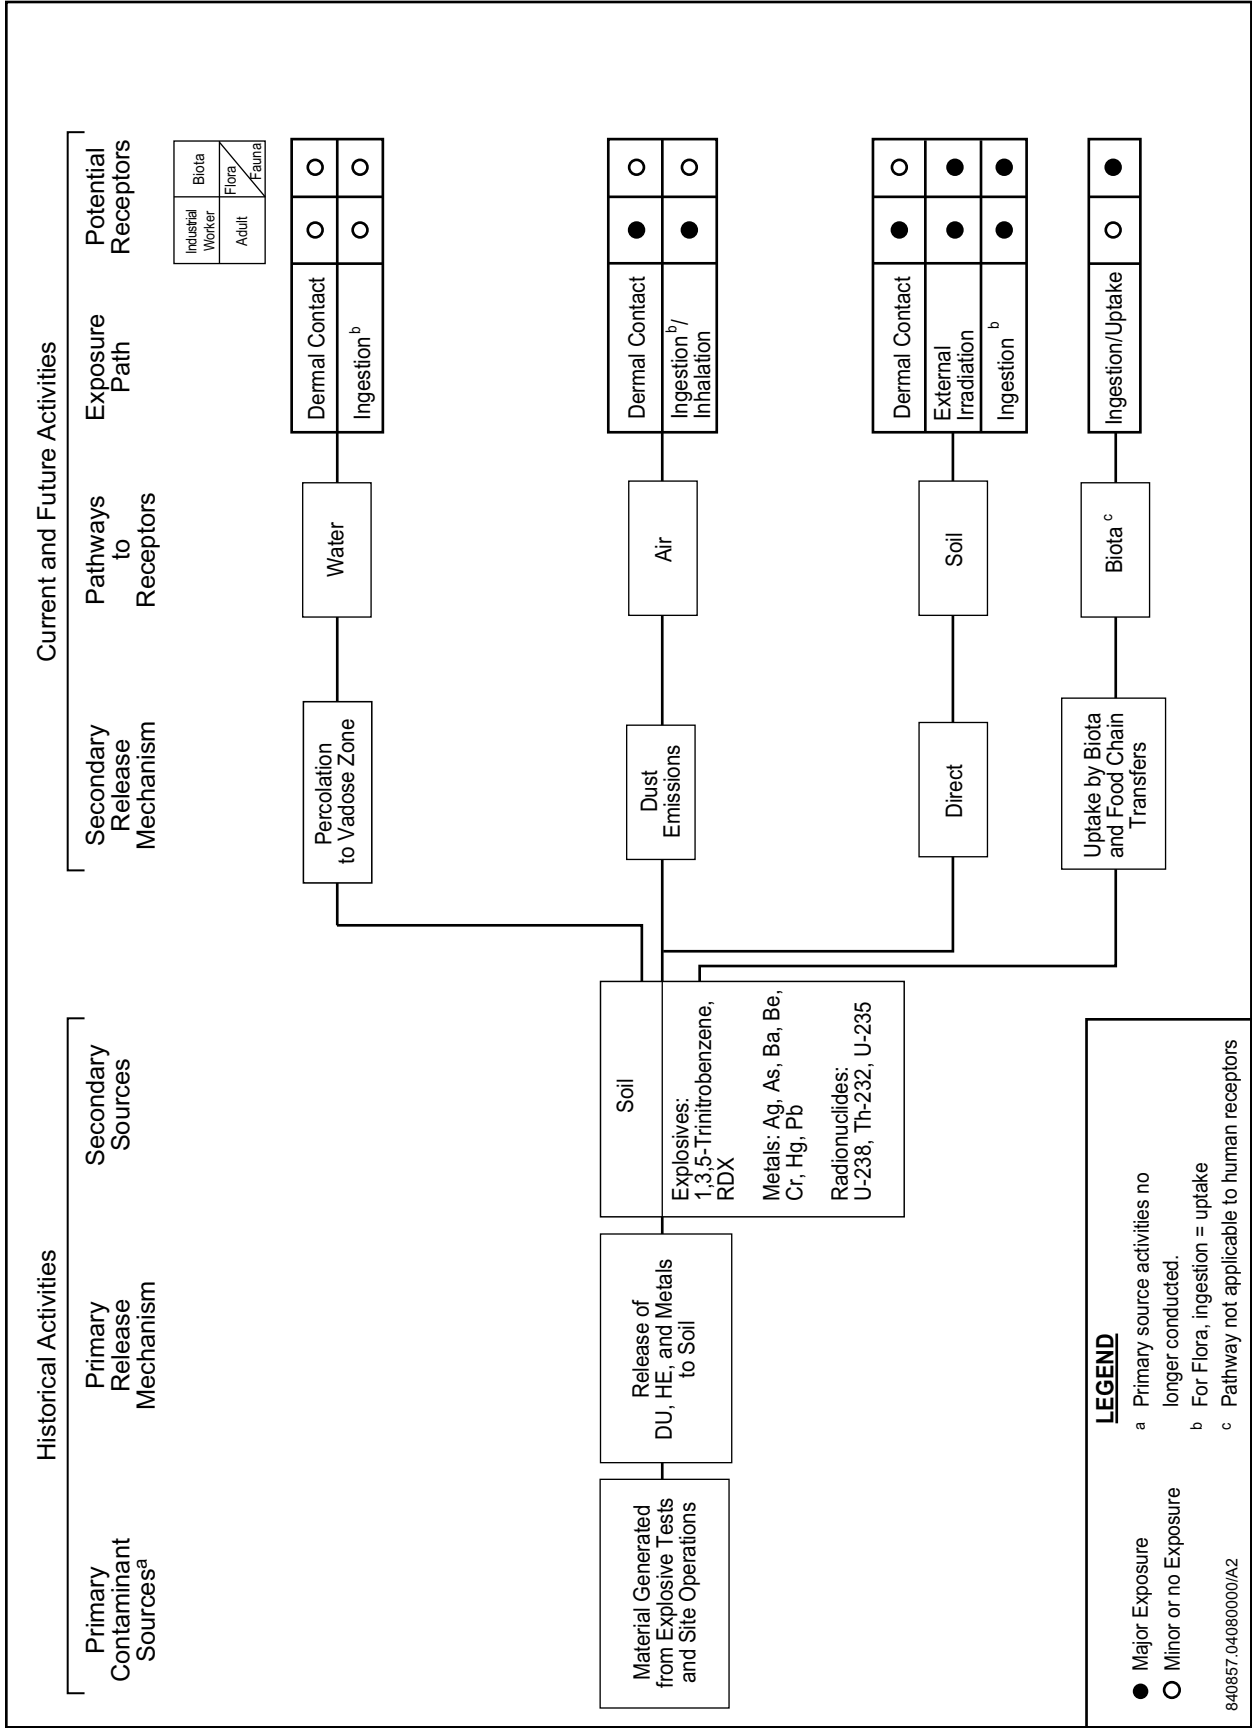 Historical Activities
Current and Future Activities
Primary
Contaminant
Sourcesᵃ
Primary
Release
Mechanism
Secondary
Sources
Secondary
Release
Mechanism
Pathways
to
Receptors
Exposure
Path
Potential
Receptors
Industrial
Worker
Biota
Adult
Flora
Fauna
Material Generated
from Explosive Tests
and Site Operations
Release of
DU, HE, and Metals
to Soil
Soil
Explosives:
1,3,5-Trinitrobenzene,
RDX
Metals: Ag, As, Ba, Be,
Cr, Hg, Pb
Radionuclides:
U-238, Th-232, U-235
Percolation
to Vadose Zone
Water
Dermal Contact
Ingestion ᵇ
Dust
Emissions
Air
Dermal Contact
Ingestion ᵇ/
Inhalation
Direct
Soil
Dermal Contact
External
Irradiation
Ingestion ᵇ
Uptake by Biota
and Food Chain
Transfers
Biota ᶜ
Ingestion/Uptake
LEGEND
● Major Exposure
○ Minor or no Exposure
a Primary source activities no
longer conducted.
b For Flora, ingestion = uptake
c Pathway not applicable to human receptors
840857.04080000/A2